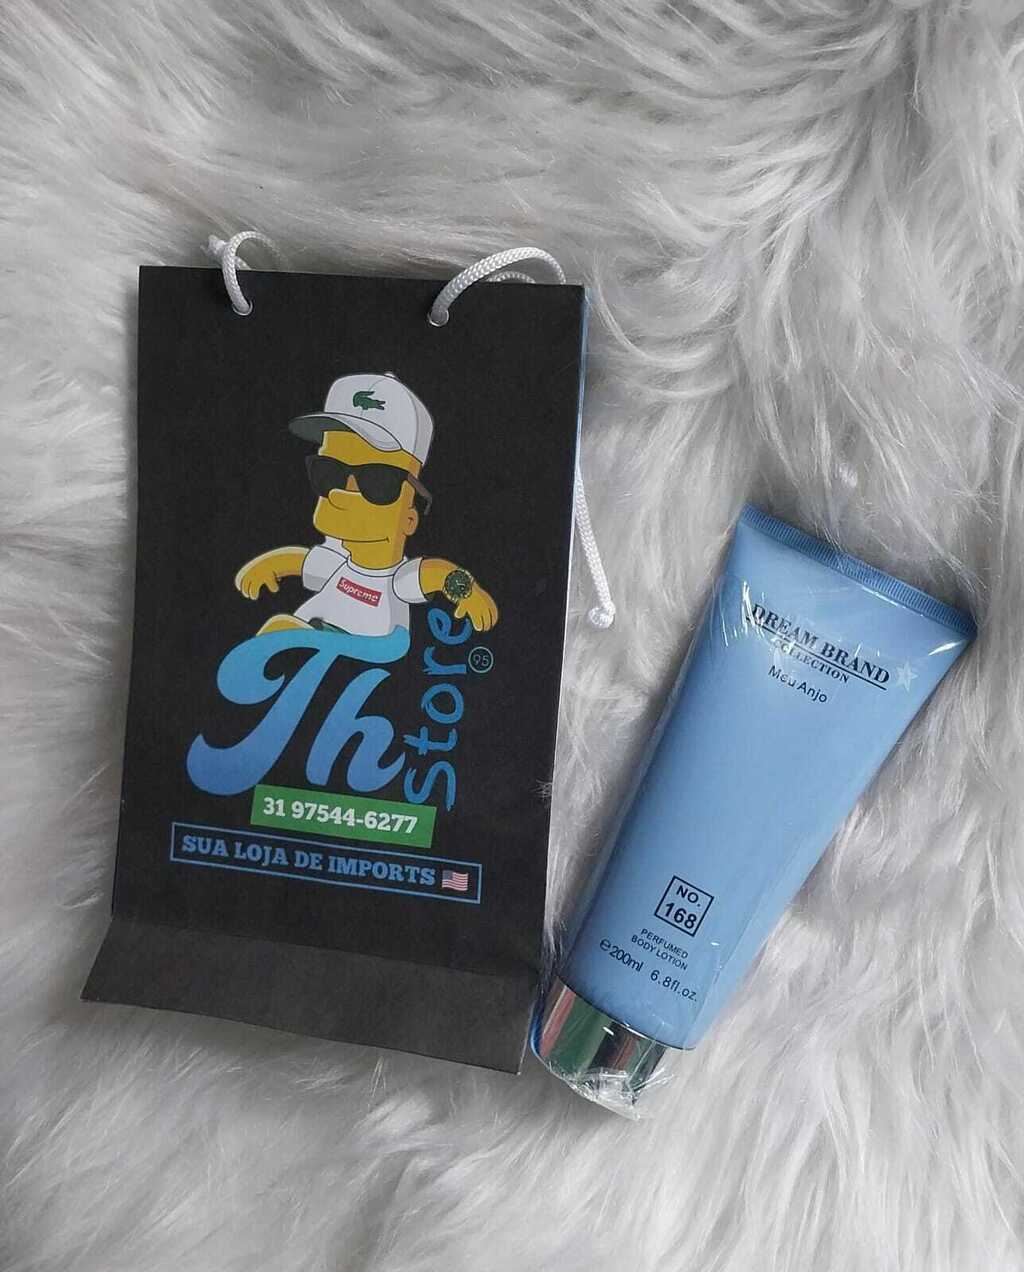 Supreme
Th Store
95
31 97544-6277
SUA LOJA DE IMPORTS
DREAM BRAND
COLLECTION
Meu Anjo
NO.
168
PERFUMED
BODY LOTION
℮200ml 6.8fl.oz.